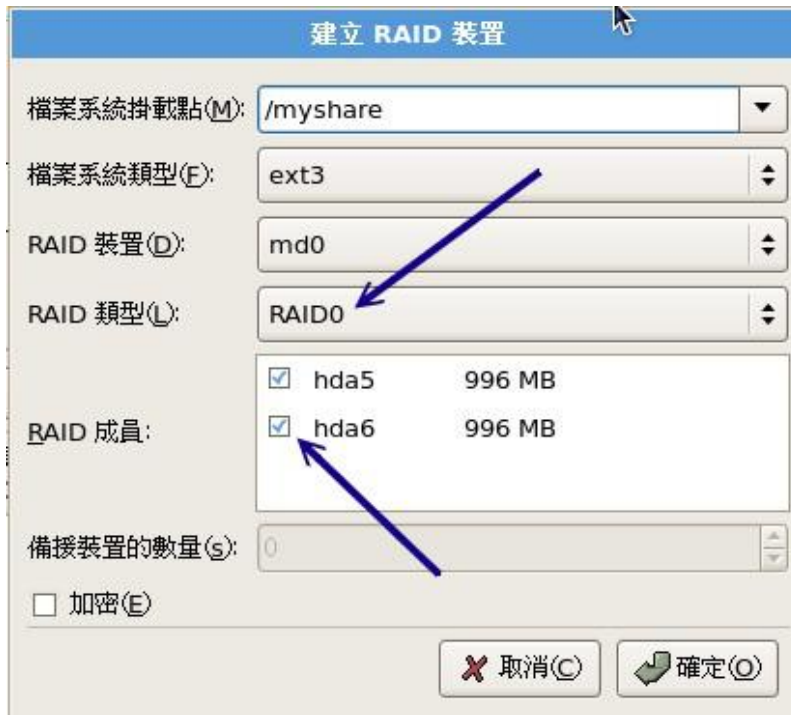 建立 RAID 裝置
檔案系統掛載點(M): /myshare
檔案系統類型(F): ext3
RAID 裝置(D): md0
RAID 類型(L): RAID0
RAID 成員:
hda5 996 MB
hda6 996 MB
備援裝置的數量(s): 0
加密(E)
取消(C) 確定(O)